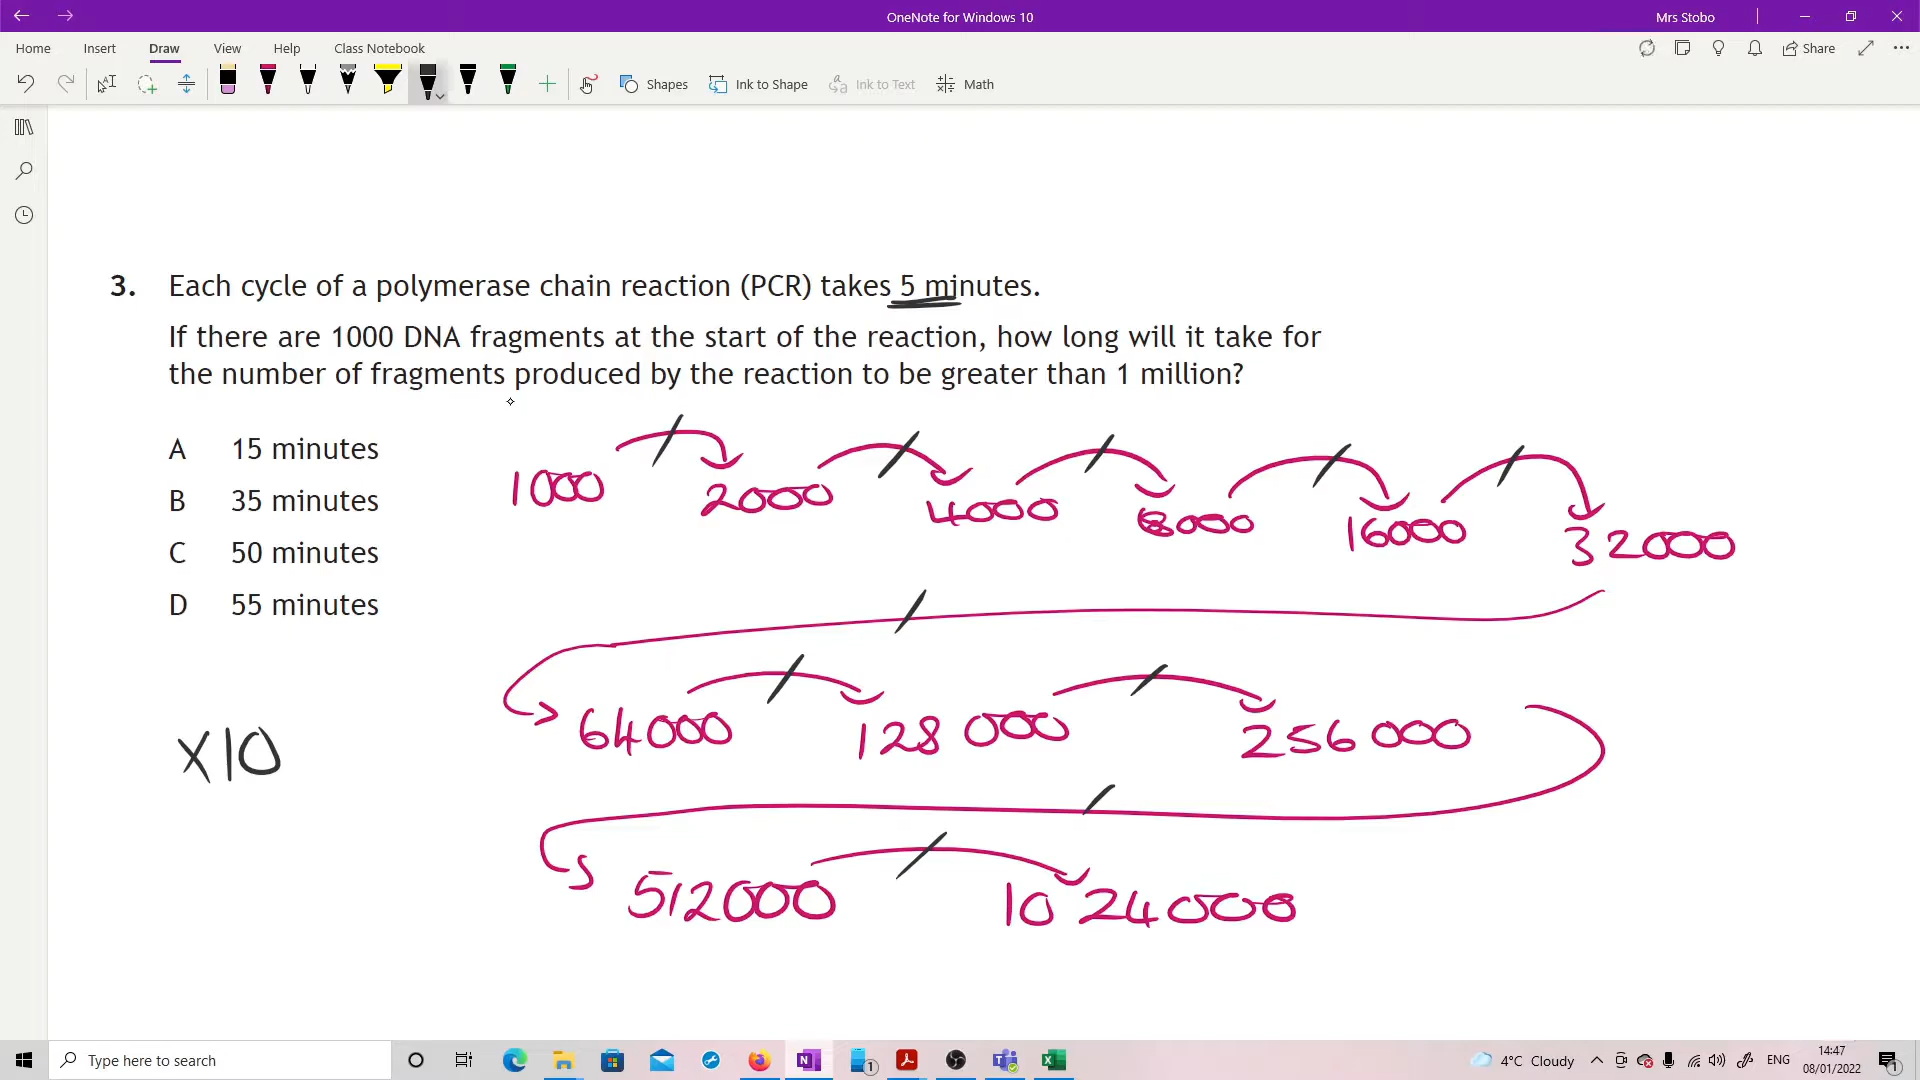 OneNote for Windows 10
Mrs Stobo
Home Insert Draw View Help Class Notebook
Share
Shapes Ink to Shape Ink to Text Math
3. Each cycle of a polymerase chain reaction (PCR) takes 5 minutes.
If there are 1000 DNA fragments at the start of the reaction, how long will it take for
the number of fragments produced by the reaction to be greater than 1 million?
A 15 minutes
B 35 minutes
C 50 minutes
D 55 minutes
1000 2000 4000 8000 16000 32000
64000 128 000 256 000
x10
512000 10 24000
Type here to search
4°C Cloudy
ENG
14:47
08/01/2022